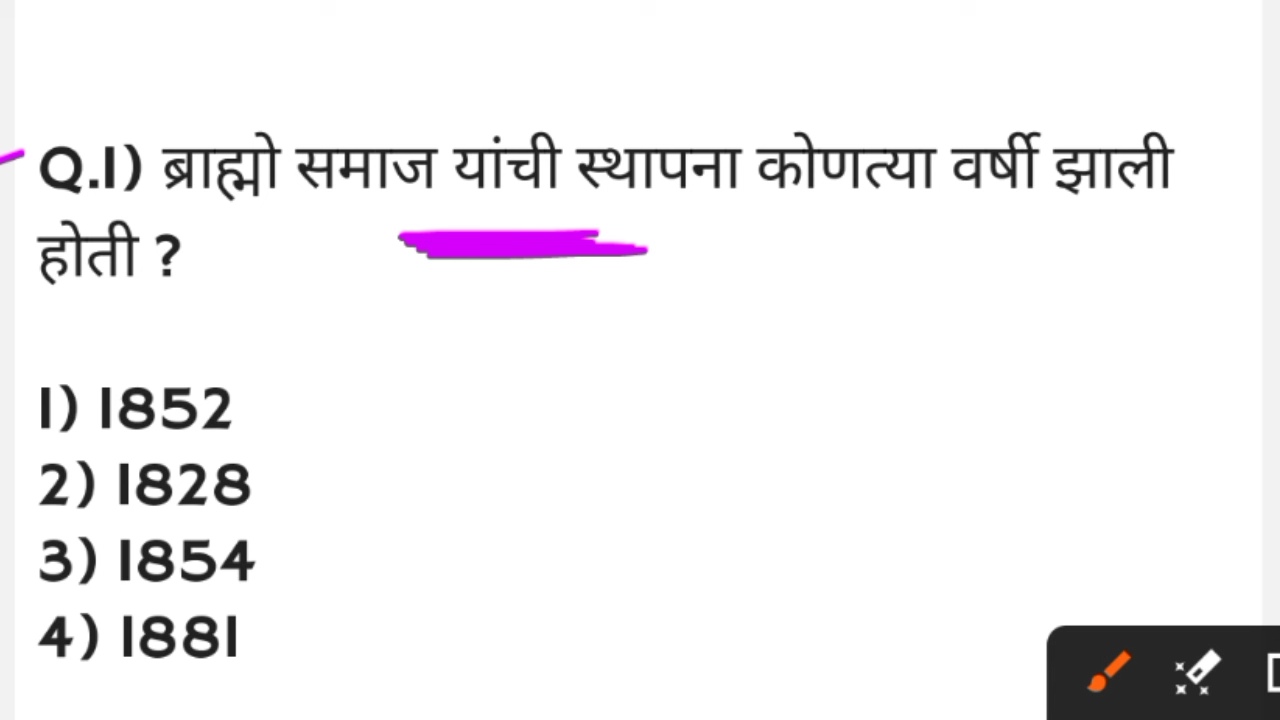 Q.1) ब्राह्मो समाज यांची स्थापना कोणत्या वर्षी झाली
होती ?
1) 1852
2) 1828
3) 1854
4) 1881